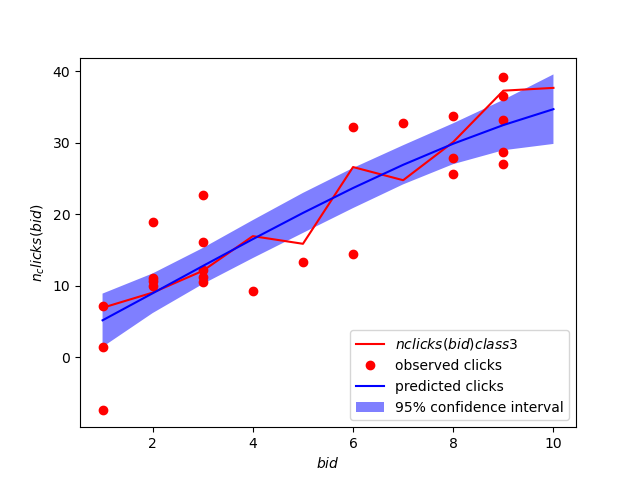 40
30
20
10
0
n_clicks(bid)
2
4
6
8
10
bid
nclicks(bid)class3
observed clicks
predicted clicks
95% confidence interval